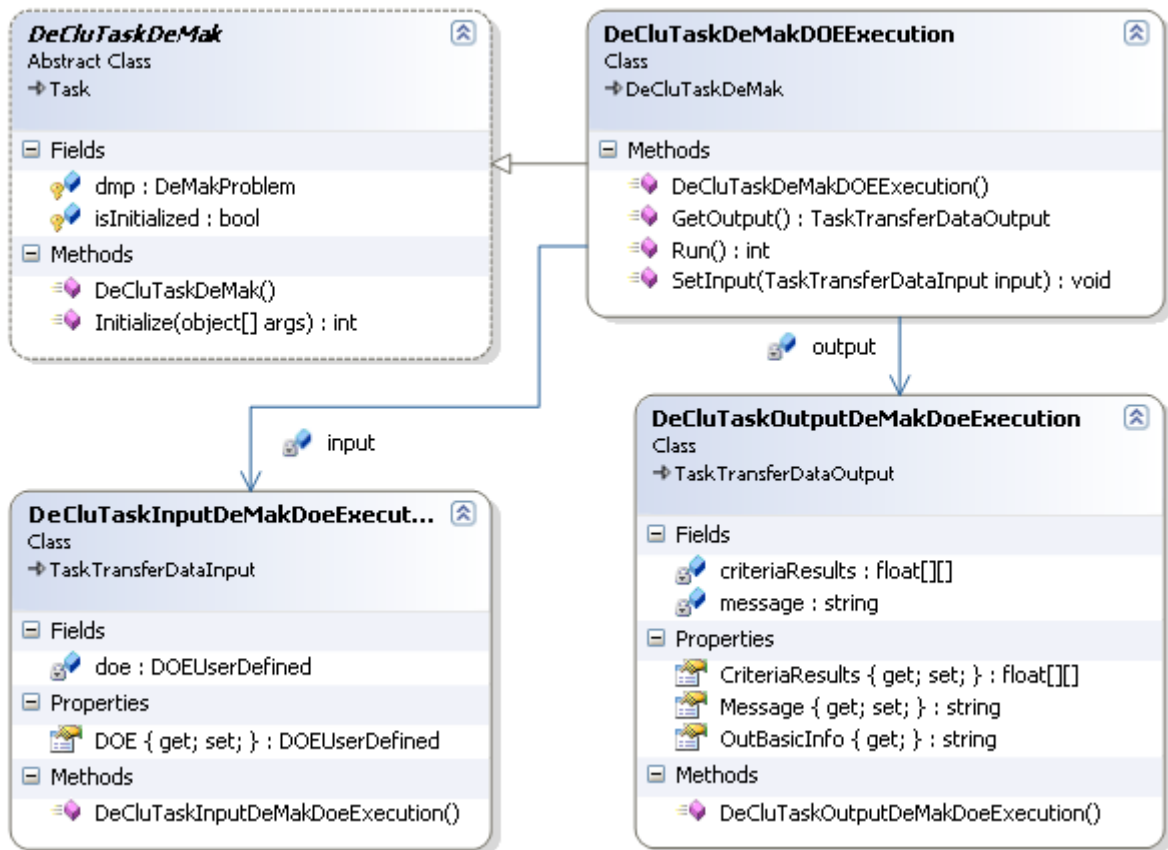 DeCluTaskDeMak
Abstract Class
Task
Fields
dmp : DeMakProblem
isInitialized : bool
Methods
DeCluTaskDeMak()
Initialize(object[] args) : int
DeCluTaskDeMakDOEExecution
Class
DeCluTaskDeMak
Methods
DeCluTaskDeMakDOEExecution()
GetOutput() : TaskTransferDataOutput
Run() : int
SetInput(TaskTransferDataInput input) : void
output
input
DeCluTaskInputDeMakDoeExecut...
Class
TaskTransferDataInput
Fields
doe : DOEUserDefined
Properties
DOE { get; set; } : DOEUserDefined
Methods
DeCluTaskInputDeMakDoeExecution()
DeCluTaskOutputDeMakDoeExecution
Class
TaskTransferDataOutput
Fields
criteriaResults : float[][]
message : string
Properties
CriteriaResults { get; set; } : float[][]
Message { get; set; } : string
OutBasicInfo { get; } : string
Methods
DeCluTaskOutputDeMakDoeExecution()